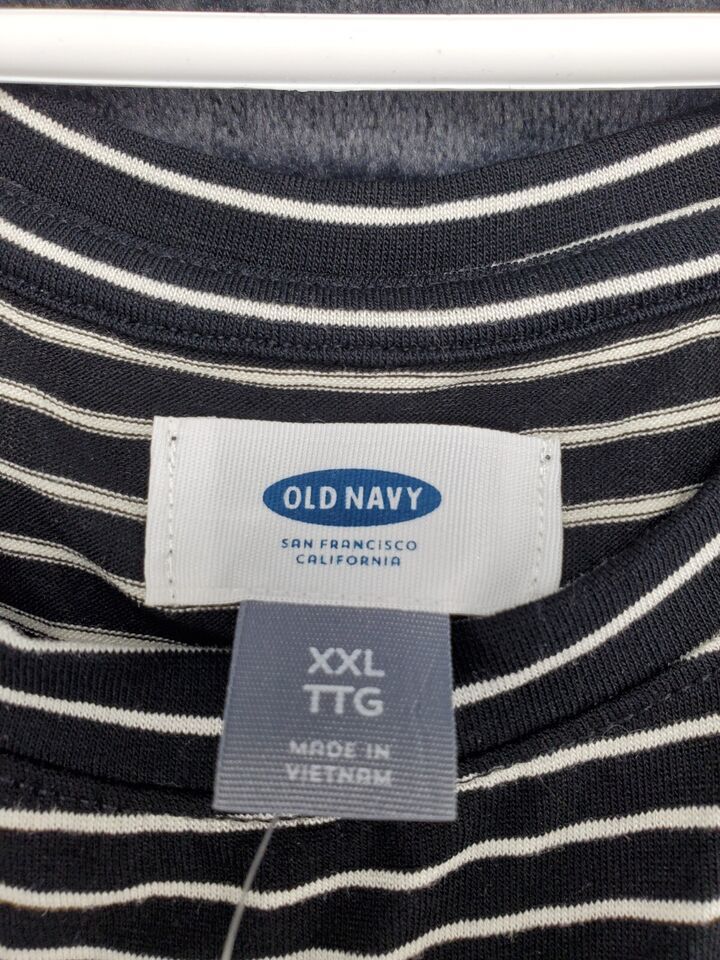 OLD NAVY
SAN FRANCISCO
CALIFORNIA
XXL
TTG
MADE IN
VIETNAM